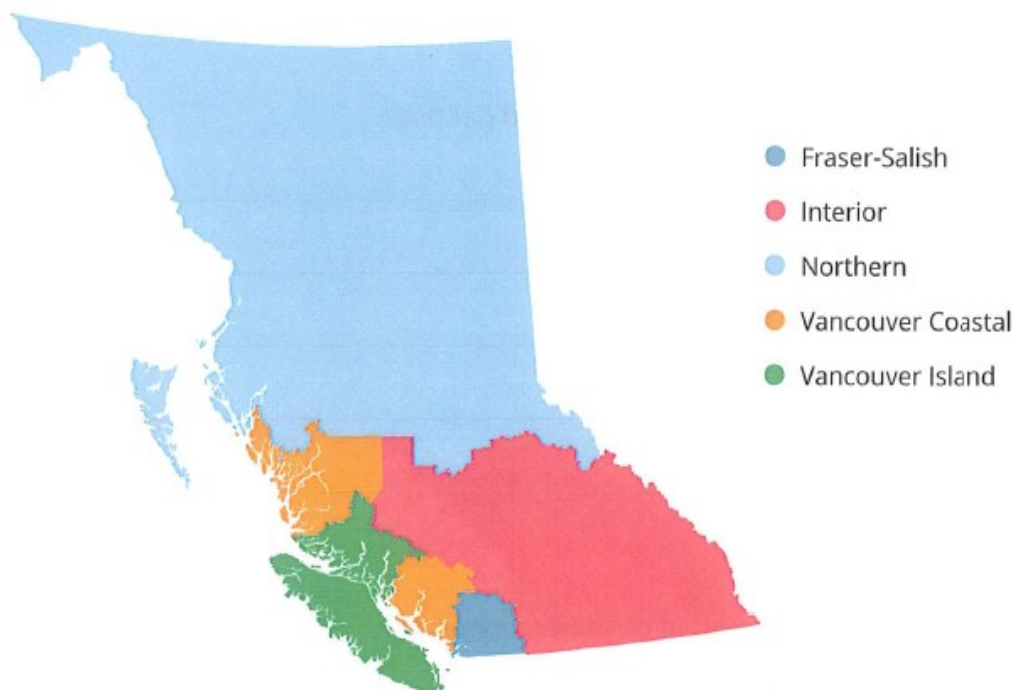 Fraser-Salish
Interior
Northern
Vancouver Coastal
Vancouver Island